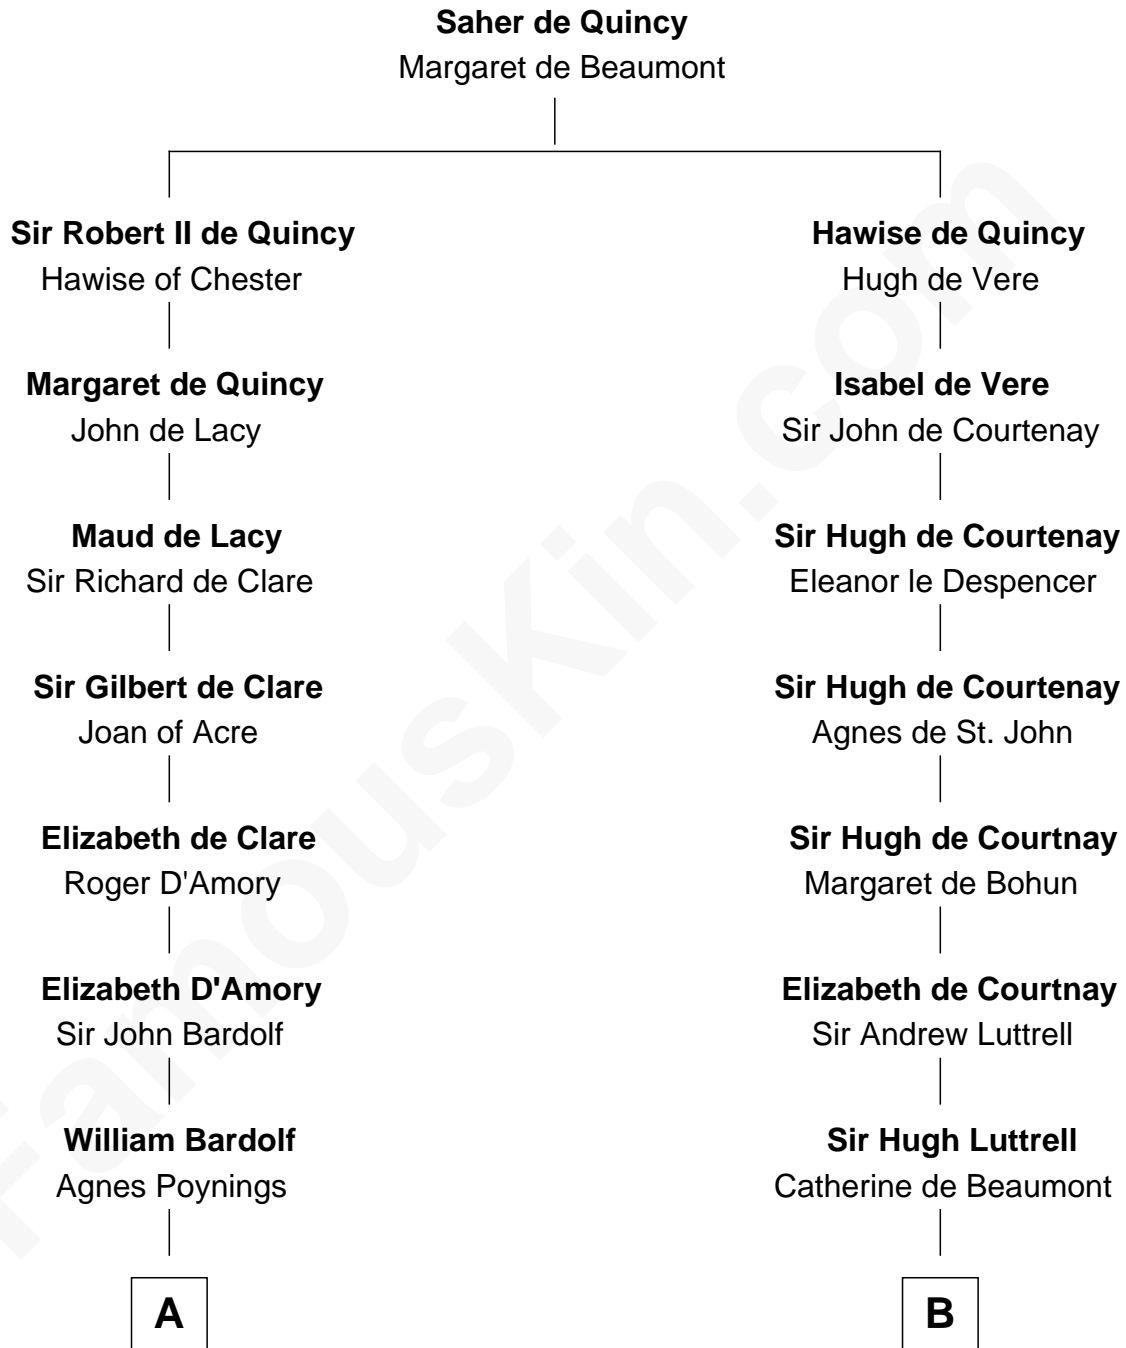 Saher de Quincy
Margaret de Beaumont
Sir Robert II de Quincy
Hawise of Chester
Hawise de Quincy
Hugh de Vere
Margaret de Quincy
John de Lacy
Isabel de Vere
Sir John de Courtenay
Maud de Lacy
Sir Richard de Clare
Sir Hugh de Courtenay
Eleanor le Despencer
Sir Gilbert de Clare
Joan of Acre
Sir Hugh de Courtenay
Agnes de St. John
Elizabeth de Clare
Roger D'Amory
Sir Hugh de Courtnay
Margaret de Bohun
Elizabeth D'Amory
Sir John Bardolf
Elizabeth de Courtnay
Sir Andrew Luttrell
William Bardolf
Agnes Poynings
Sir Hugh Luttrell
Catherine de Beaumont
A
B
FamousKin.com